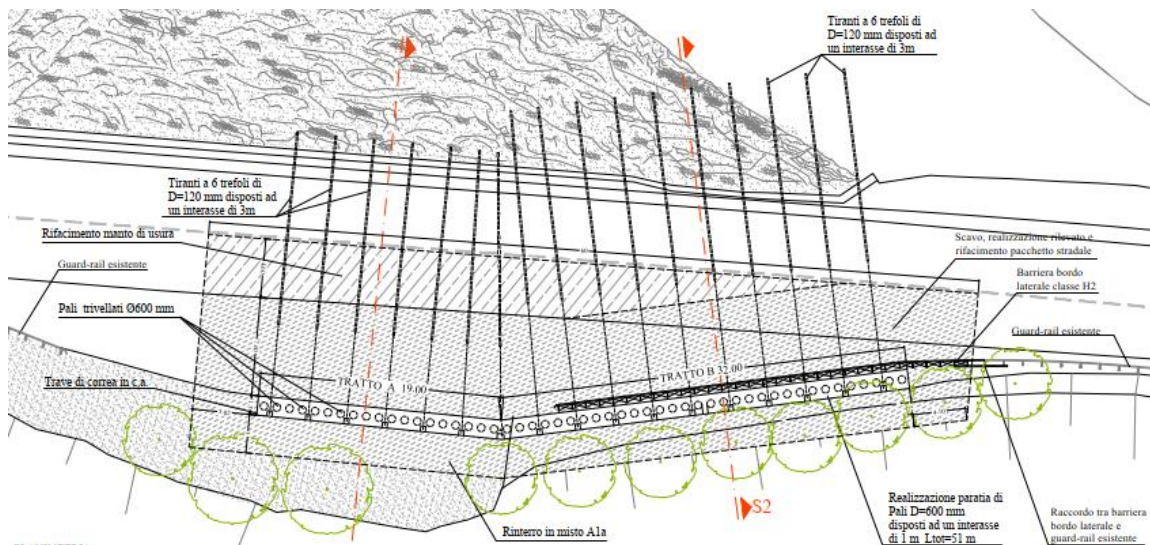 Tiranti a 6 trefoli di
D=120 mm disposti ad
un interasse di 3m
Tiranti a 6 trefoli di
D=120 mm disposti ad
un interasse di 3m
Rifacimento manto di usura
Guard-rail esistente
Pali trivellati Ø600 mm
Trave di correa in c.a.
Scavo, realizzazione rilevato e
rifacimento pacchetto stradale
Barriera bordo
laterale classe H2
Guard-rail esistente
TRATTO A 19.00
TRATTO B 32.00
S2
Rinterro in misto A1a
Realizzazione paratia di
Pali D=600 mm
disposti ad un interasse
di 1 m Ltot=51 m
Raccordo tra barriera
bordo laterale e
guard-rail esistente